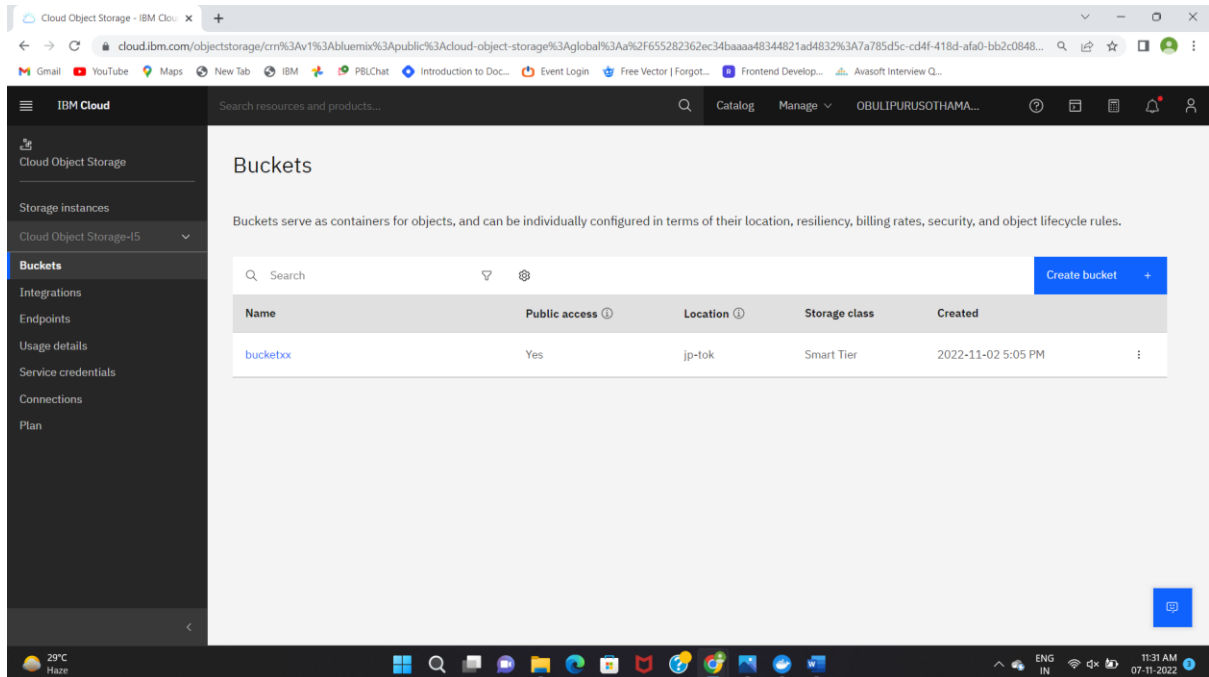 Cloud Object Storage - IBM Clou
cloud.ibm.com/objectstorage/crn%3Av1%3Abluemix%3Apublic%3Acloud-object-storage%3Aglobal%3Aa%2F655282362ec34baaaa48344821ad4832%3A7a785d5c-cd4f-418d-afa0-bb2c0848...
Gmail YouTube Maps New Tab IBM PBLChat Introduction to Doc... Event Login Free Vector | Forgot... Frontend Develop... Avasoft Interview Q...
IBM Cloud Search resources and products... Catalog Manage OBULIPURUSOTHAMA...
Cloud Object Storage
Storage instances
Cloud Object Storage-l5
Buckets
Integrations
Endpoints
Usage details
Service credentials
Connections
Plan
Buckets
Buckets serve as containers for objects, and can be individually configured in terms of their location, resiliency, billing rates, security, and object lifecycle rules.
Search Create bucket +
Name Public access Location Storage class Created
bucketxx Yes jp-tok Smart Tier 2022-11-02 5:05 PM
29°C
Haze
ENG
IN
11:31 AM
07-11-2022
3